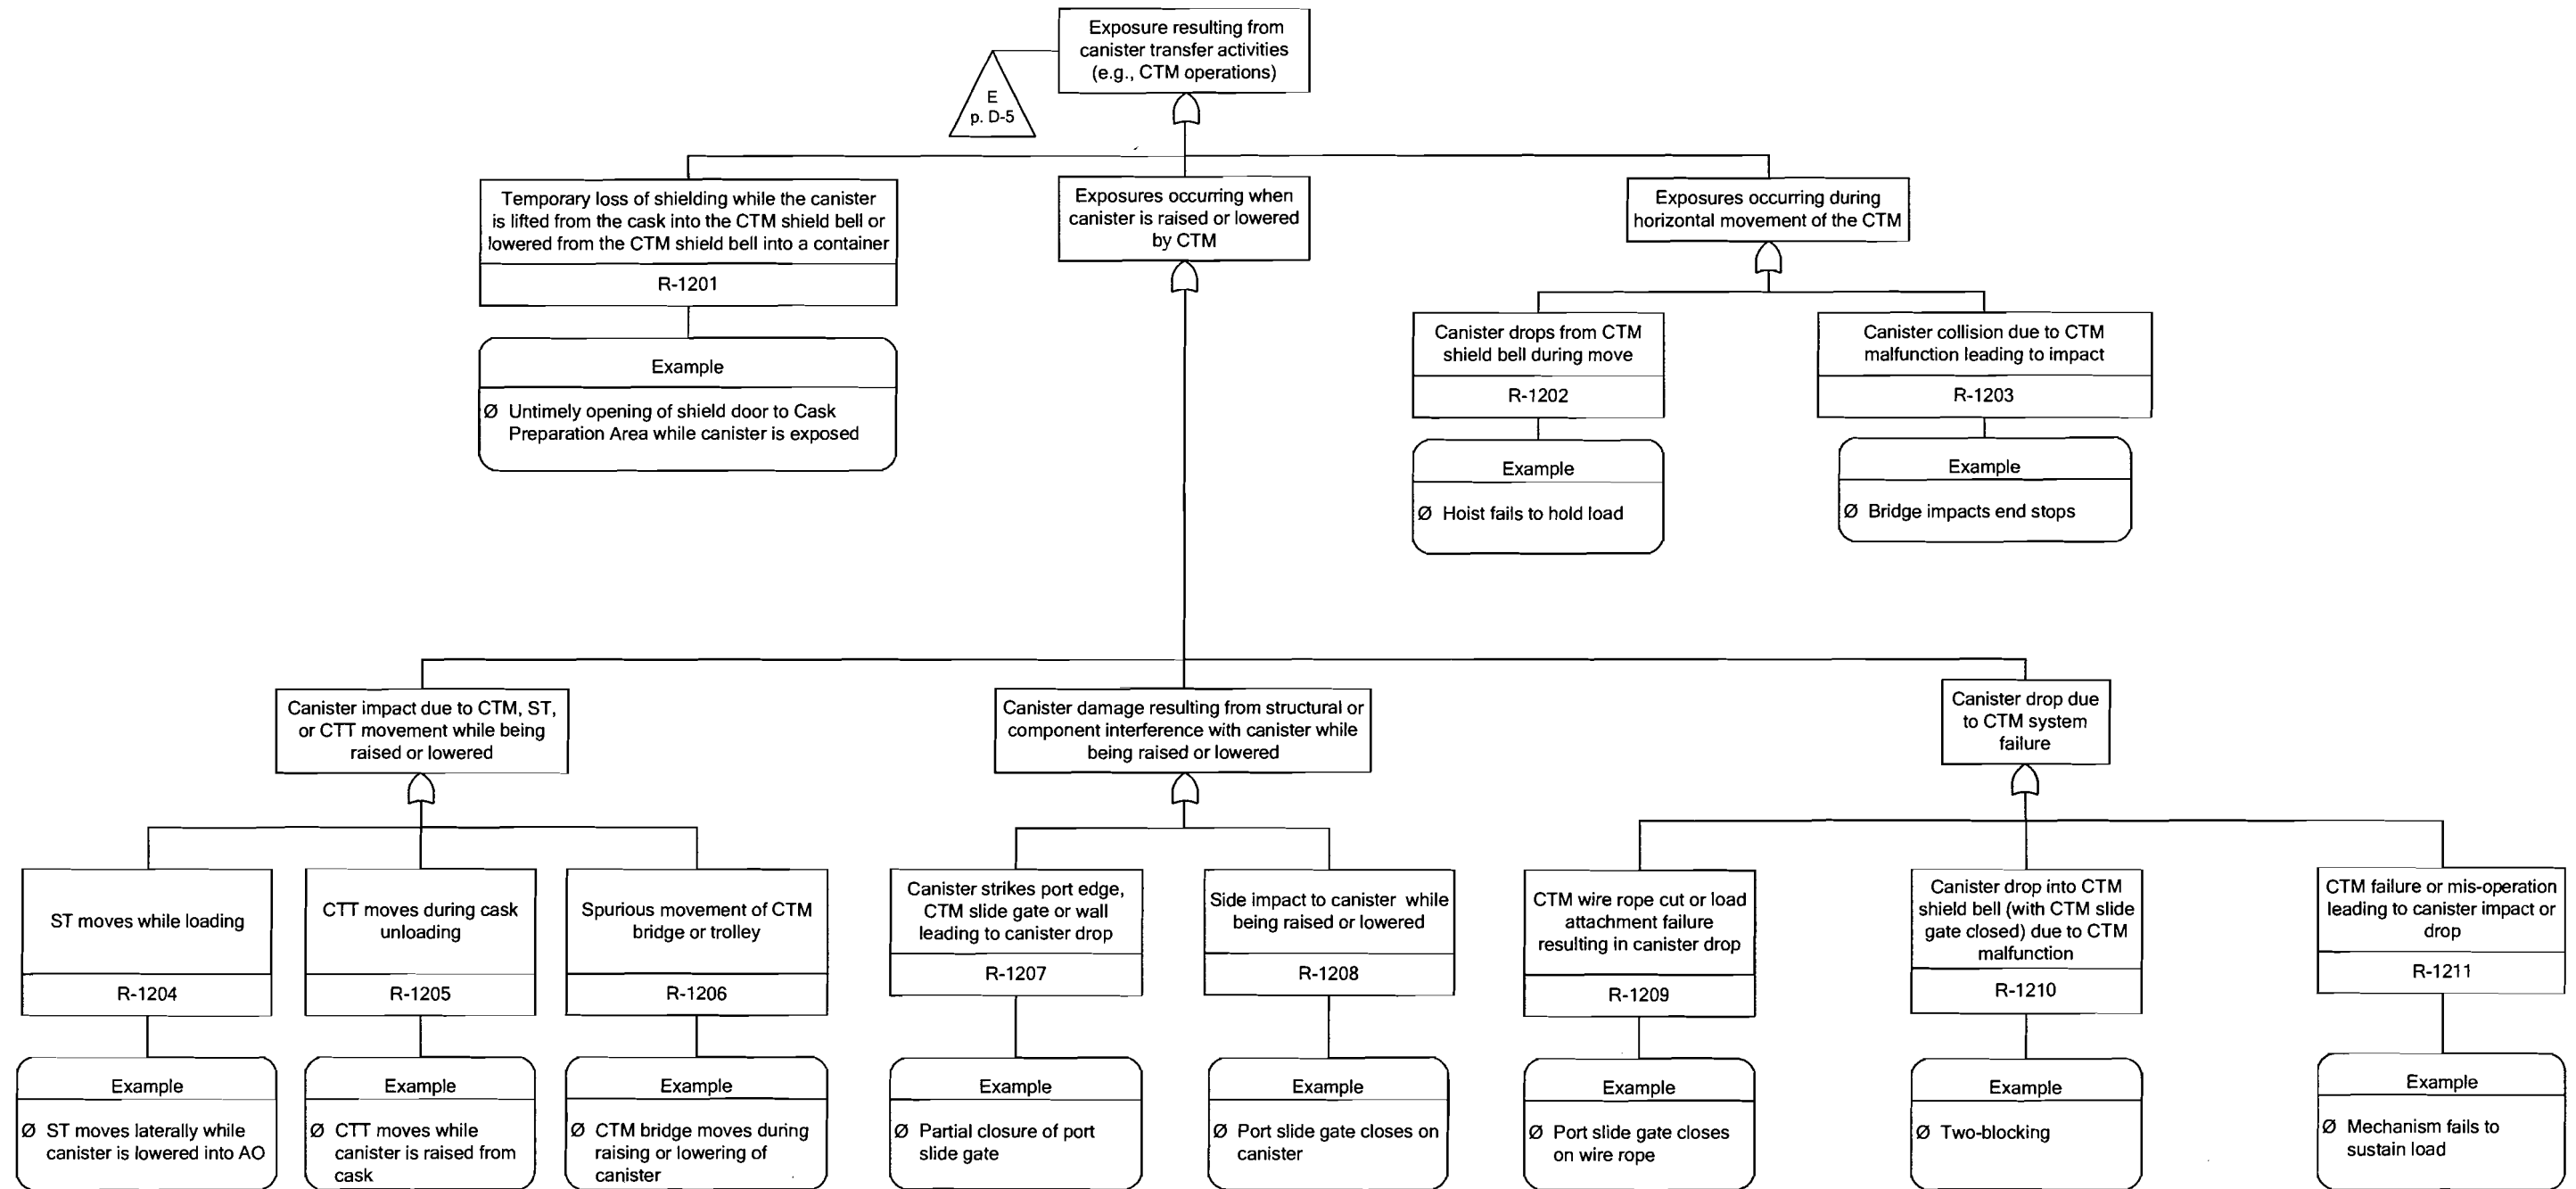 Exposure resulting from
canister transfer activities
(e.g., CTM operations)
E
p. D-5
Temporary loss of shielding while the canister
is lifted from the cask into the CTM shield bell or
lowered from the CTM shield bell into a container
R-1201
Example
Ø Untimely opening of shield door to Cask
Preparation Area while canister is exposed
Exposures occurring when
canister is raised or lowered
by CTM
Exposures occurring during
horizontal movement of the CTM
Canister drops from CTM
shield bell during move
R-1202
Example
Ø Hoist fails to hold load
Canister collision due to CTM
malfunction leading to impact
R-1203
Example
Ø Bridge impacts end stops
Canister impact due to CTM, ST,
or CTT movement while being
raised or lowered
Canister damage resulting from structural or
component interference with canister while
being raised or lowered
Canister drop due
to CTM system
failure
ST moves while loading
R-1204
Example
Ø ST moves laterally while
canister is lowered into AO
CTT moves during cask
unloading
R-1205
Example
Ø CTT moves while
canister is raised from
cask
Spurious movement of CTM
bridge or trolley
R-1206
Example
Ø CTM bridge moves during
raising or lowering of
canister
Canister strikes port edge,
CTM slide gate or wall
leading to canister drop
R-1207
Example
Ø Partial closure of port
slide gate
Side impact to canister while
being raised or lowered
R-1208
Example
Ø Port slide gate closes on
canister
CTM wire rope cut or load
attachment failure
resulting in canister drop
R-1209
Example
Ø Port slide gate closes
on wire rope
Canister drop into CTM
shield bell (with CTM slide
gate closed) due to CTM
malfunction
R-1210
Example
Ø Two-blocking
CTM failure or mis-operation
leading to canister impact or
drop
R-1211
Example
Ø Mechanism fails to
sustain load